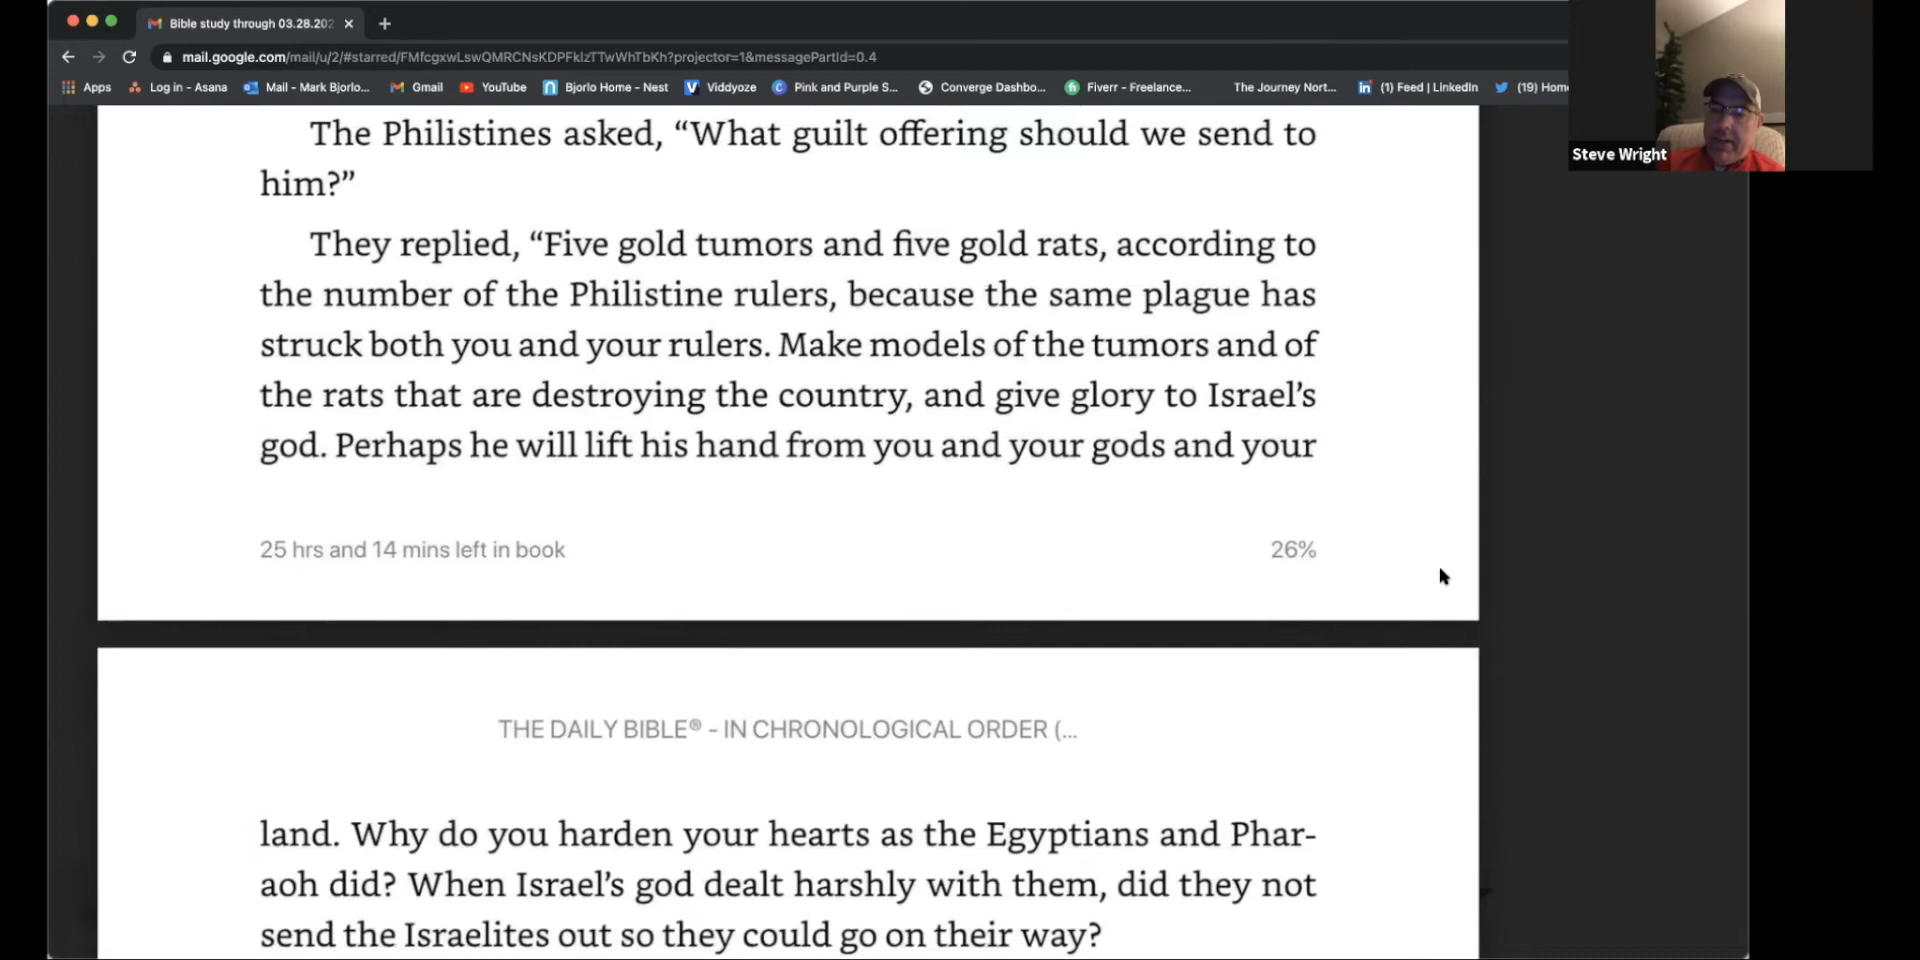 Bible study through 03.28.202
mail.google.com/mail/u/2/#starred/FMfcgxwLswQMRCNsKDPFklzTTwWhTbKh?projector=1&messagePartId=0.4
Apps Log in - Asana Mail - Mark Bjorlo... Gmail YouTube Bjorlo Home - Nest Viddyoze Pink and Purple S... Converge Dashbo... Fiverr - Freelance... The Journey Nort... (1) Feed | LinkedIn (19) Home
Steve Wright
The Philistines asked, “What guilt offering should we send to
him?”
They replied, “Five gold tumors and five gold rats, according to
the number of the Philistine rulers, because the same plague has
struck both you and your rulers. Make models of the tumors and of
the rats that are destroying the country, and give glory to Israel’s
god. Perhaps he will lift his hand from you and your gods and your
25 hrs and 14 mins left in book 26%
THE DAILY BIBLE® - IN CHRONOLOGICAL ORDER (...
land. Why do you harden your hearts as the Egyptians and Phar-
aoh did? When Israel’s god dealt harshly with them, did they not
send the Israelites out so they could go on their way?